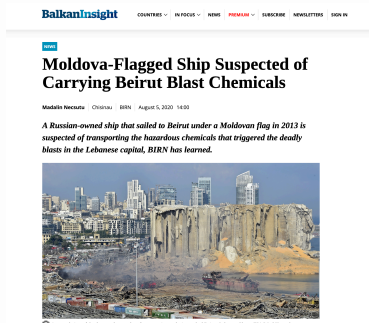 BalkanInsight
COUNTRIES IN FOCUS NEWS PREMIUM SUBSCRIBE NEWSLETTERS SIGN IN
NEWS
Moldova-Flagged Ship Suspected of
Carrying Beirut Blast Chemicals
Madalin Necsutu Chisinau BIRN August 5, 2020 14:00
A Russian-owned ship that sailed to Beirut under a Moldovan flag in 2013 is
suspected of transporting the hazardous chemicals that triggered the deadly
blasts in the Lebanese capital, BIRN has learned.